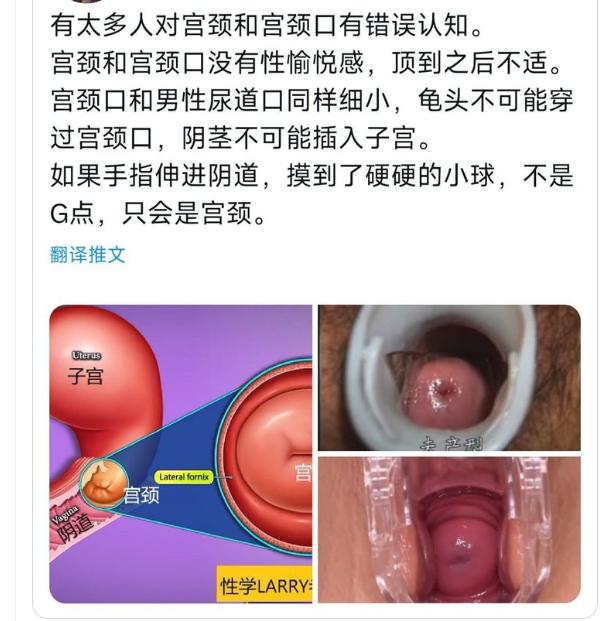 有太多人对宫颈和宫颈口有错误认知。
宫颈和宫颈口没有性愉悦感，顶到之后不适。
宫颈口和男性尿道口同样细小，龟头不可能穿
过宫颈口，阴茎不可能插入子宫。
如果手指伸进阴道，摸到了硬硬的小球，不是
G点，只会是宫颈。
翻译推文
Uterus
子宫
Lateral fornix
宫
宫颈
Vagina
阴道
性学LARRY